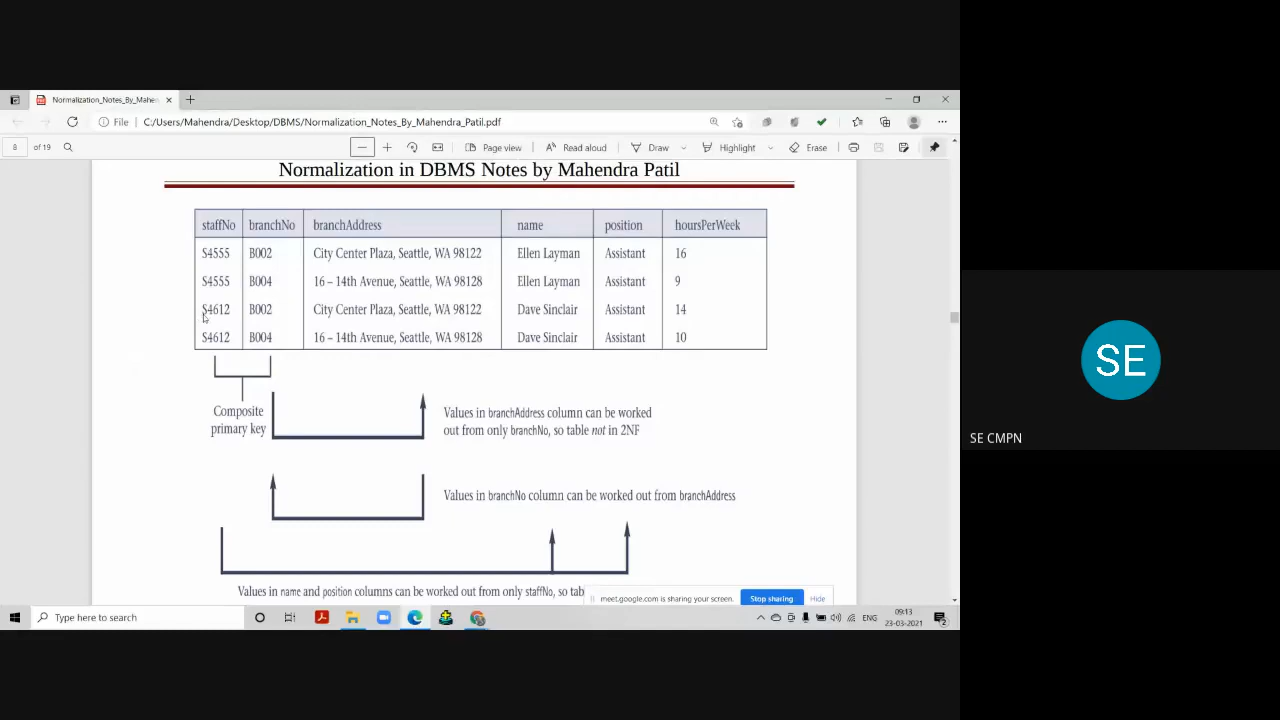 Normalization_Notes_By_Mahen
File C:/Users/Mahendra/Desktop/DBMS/Normalization_Notes_By_Mahendra_Patil.pdf
8 of 19 Page view Read aloud Draw Highlight Erase
Normalization in DBMS Notes by Mahendra Patil
staffNo branchNo branchAddress name position hoursPerWeek
S4555 B002 City Center Plaza, Seattle, WA 98122 Ellen Layman Assistant 16
S4555 B004 16 – 14th Avenue, Seattle, WA 98128 Ellen Layman Assistant 9
S4612 B002 City Center Plaza, Seattle, WA 98122 Dave Sinclair Assistant 14
S4612 B004 16 – 14th Avenue, Seattle, WA 98128 Dave Sinclair Assistant 10
Composite
primary key
Values in branchAddress column can be worked
out from only branchNo, so table not in 2NF
Values in branchNo column can be worked out from branchAddress
Values in name and position columns can be worked out from only staffNo, so tab
meet.google.com is sharing your screen. Stop sharing Hide
Type here to search
ENG
09:13
23-03-2021
2
SE
SE CMPN